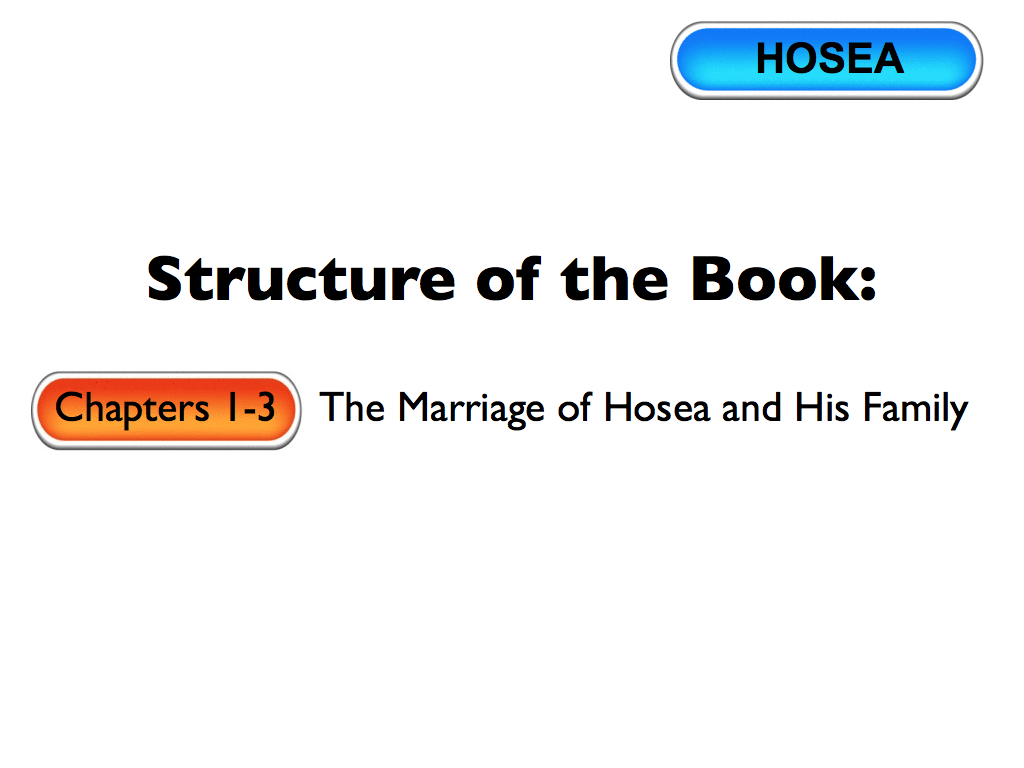 HOSEA
Structure of the Book:
Chapters 1-3 The Marriage of Hosea and His Family